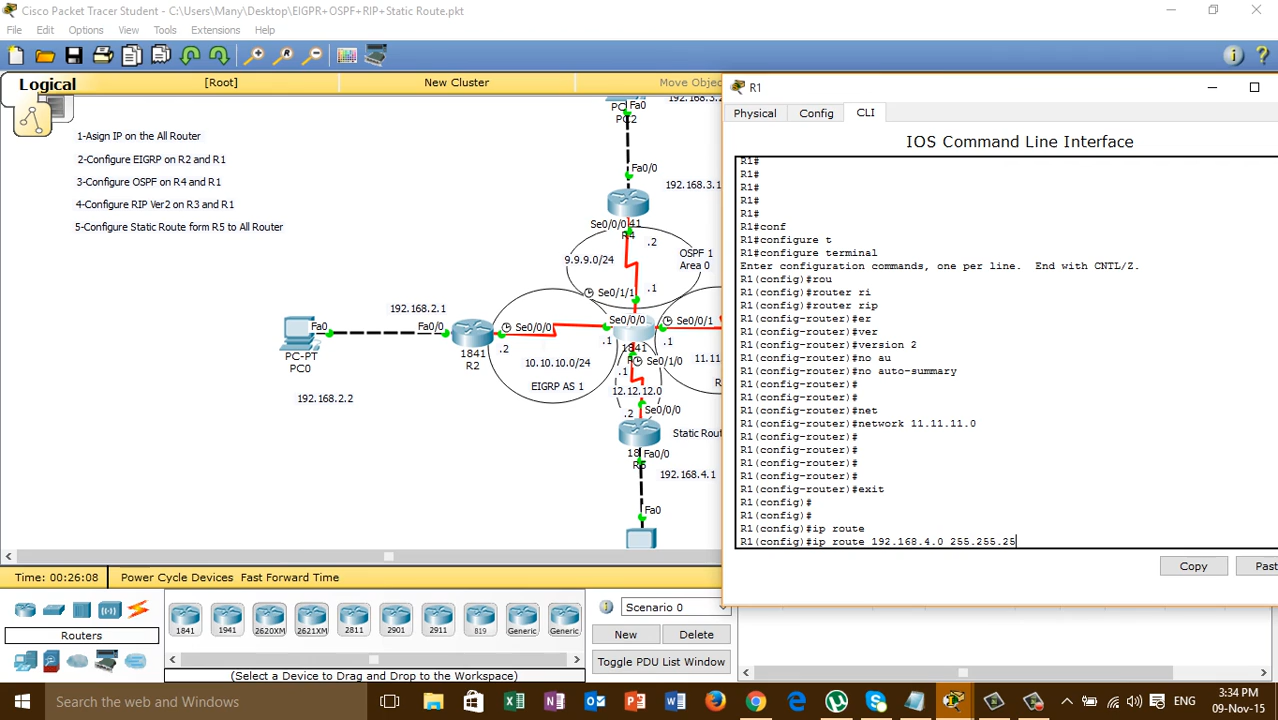 Cisco Packet Tracer Student - C:\Users\Many\Desktop\EIGPR+OSPF+RIP+Static Route.pkt
File Edit Options View Tools Extensions Help
Logical
[Root]
New Cluster
Move Objec
1-Asign IP on the All Router
2-Configure EIGRP on R2 and R1
3-Configure OSPF on R4 and R1
4-Configure RIP Ver2 on R3 and R1
5-Configure Static Route form R5 to All Router
192.168.3.2
Fa0
PC2
Fa0/0
192.168.3.1
Se0/0/0
41
R4
.2
OSPF 1
Area 0
9.9.9.0/24
Se0/1/1
.1
192.168.2.1
Fa0
Fa0/0
PC-PT
PC0
192.168.2.2
1841
R2
Se0/0/0
.2
10.10.10.0/24
EIGRP AS 1
Se0/0/0
.1
1841
Se0/0/1
.1
11.11
Se0/1/0
.1
12.12.12.0
.2
Se0/0/0
Static Rout
18
Fa0/0
192.168.4.1
Fa0
R1
Physical
Config
CLI
IOS Command Line Interface
R1#
R1#
R1#
R1#
R1#
R1#conf
R1#configure t
R1#configure terminal
Enter configuration commands, one per line. End with CNTL/Z.
R1(config)#rou
R1(config)#router ri
R1(config)#router rip
R1(config-router)#er
R1(config-router)#ver
R1(config-router)#version 2
R1(config-router)#no au
R1(config-router)#no auto-summary
R1(config-router)#
R1(config-router)#
R1(config-router)#net
R1(config-router)#network 11.11.11.0
R1(config-router)#
R1(config-router)#
R1(config-router)#
R1(config-router)#
R1(config-router)#exit
R1(config)#
R1(config)#
R1(config)#ip route
R1(config)#ip route 192.168.4.0 255.255.25
Copy
Past
Time: 00:26:08
Power Cycle Devices Fast Forward Time
Routers
1841
1941
2620XM
2621XM
2811
2901
2911
819
Generic
Generic
(Select a Device to Drag and Drop to the Workspace)
Scenario 0
New
Delete
Toggle PDU List Window
Search the web and Windows
ENG
3:34 PM
09-Nov-15